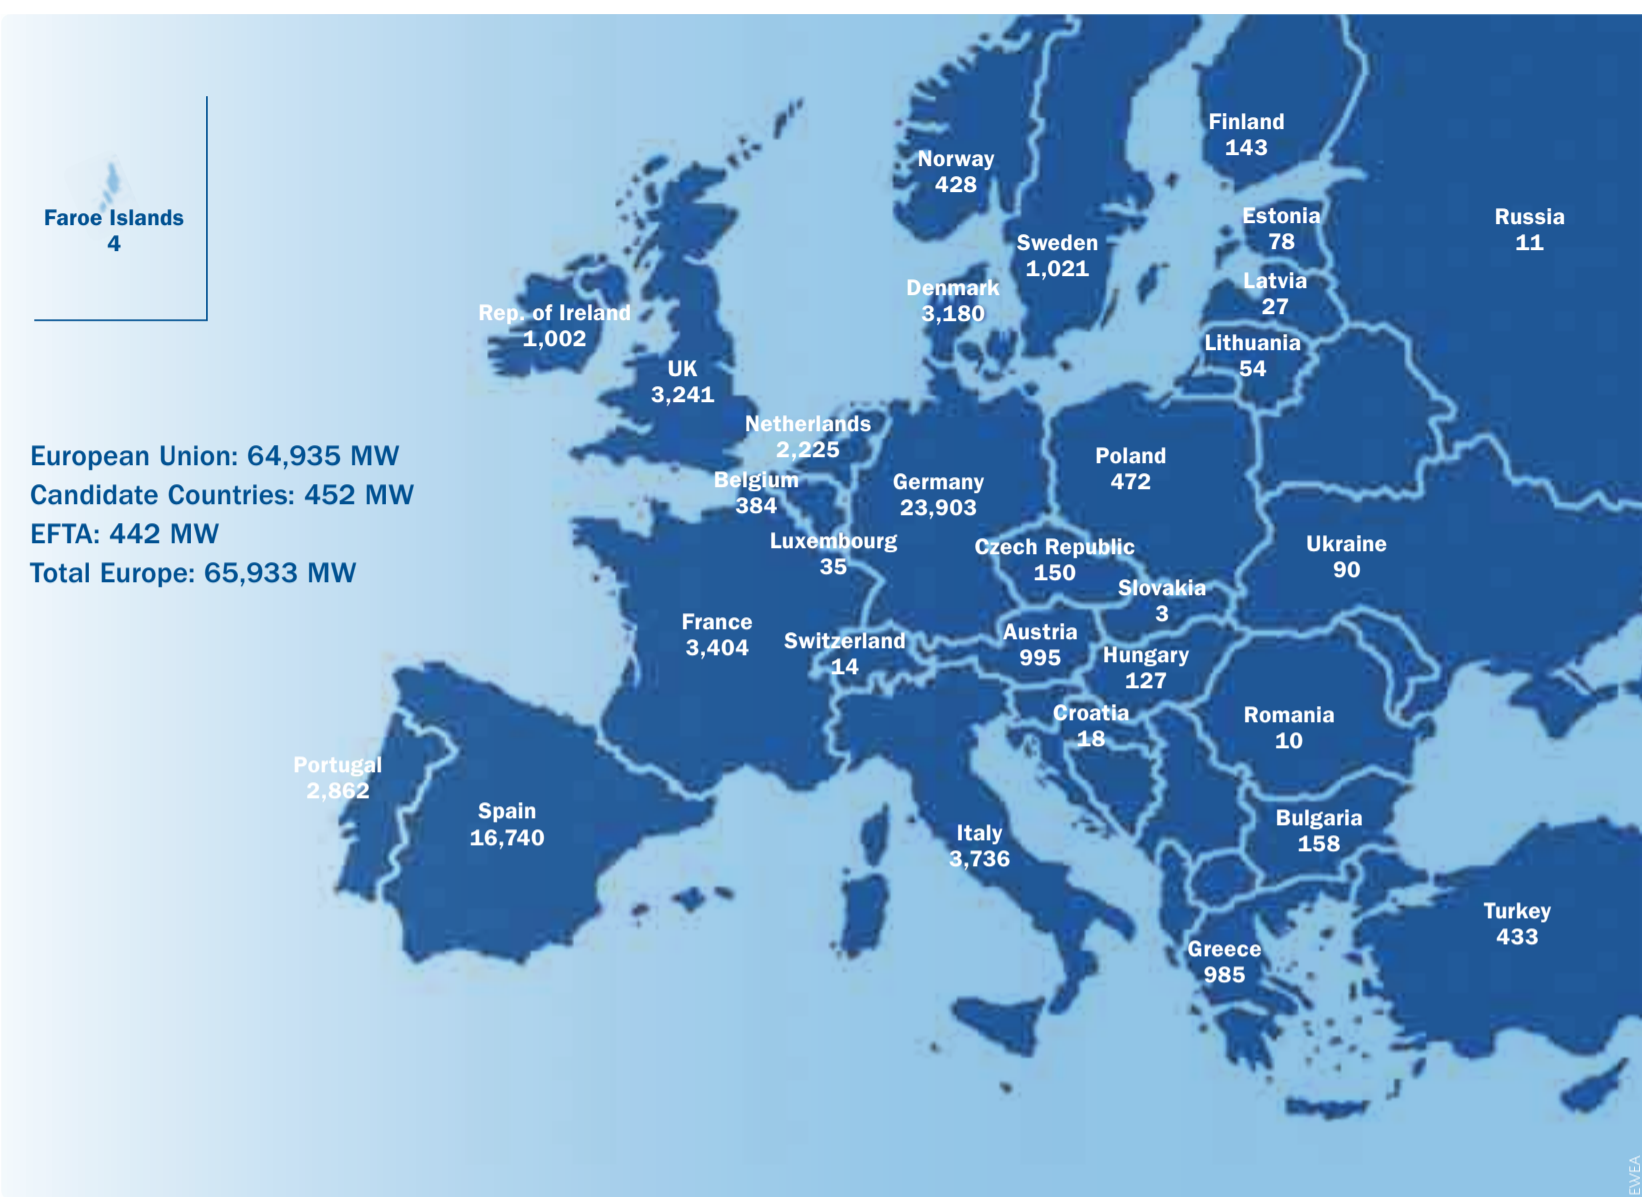 Finland
143
Norway
428
Faroe Islands
4
Estonia
78
Russia
11
Sweden
1,021
Latvia
27
Denmark
3,180
Rep. of Ireland
1,002
Lithuania
54
UK
3,241
Netherlands
2,225
European Union: 64,935 MW
Candidate Countries: 452 MW
EFTA: 442 MW
Total Europe: 65,933 MW
Poland
472
Belgium
384
Germany
23,903
Luxembourg
35
Czech Republic
150
Ukraine
90
Slovakia
3
France
3,404
Switzerland
14
Austria
995
Hungary
127
Croatia
18
Romania
10
Portugal
2,862
Spain
16,740
Italy
3,736
Bulgaria
158
Turkey
433
Greece
985
EWEA